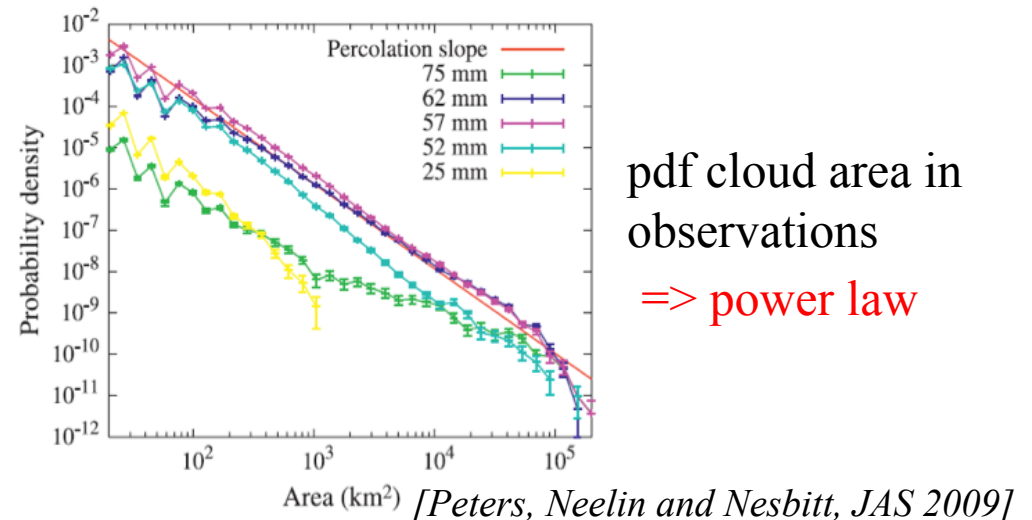 10^-2
10^-3
10^-4
10^-5
10^-6
10^-7
10^-8
10^-9
10^-10
10^-11
10^-12
Probability density
Percolation slope
75 mm
62 mm
57 mm
52 mm
25 mm
10^2 10^3 10^4 10^5
Area (km²) [Peters, Neelin and Nesbitt, JAS 2009]
pdf cloud area in
observations
=> power law